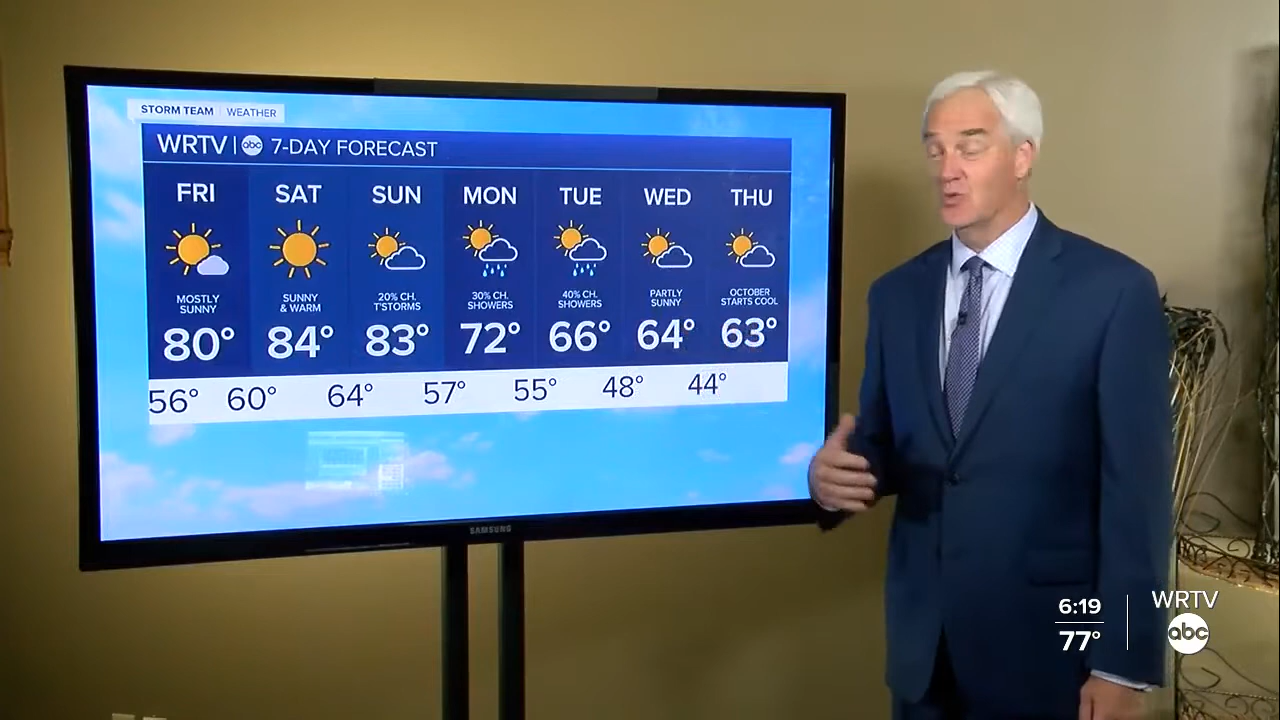 STORM TEAM | WEATHER
WRTV | abc 7-DAY FORECAST
FRI SAT SUN MON TUE WED THU
MOSTLY SUNNY & WARM 20% CH. 30% CH. 40% CH. PARTLY OCTOBER
SUNNY SUNNY & WARM T'STORMS SHOWERS SHOWERS SUNNY STARTS COOL
80° 84° 83° 72° 66° 64° 63°
56° 60° 64° 57° 55° 48° 44°
SAMSUNG
6:19
77°
WRTV
abc